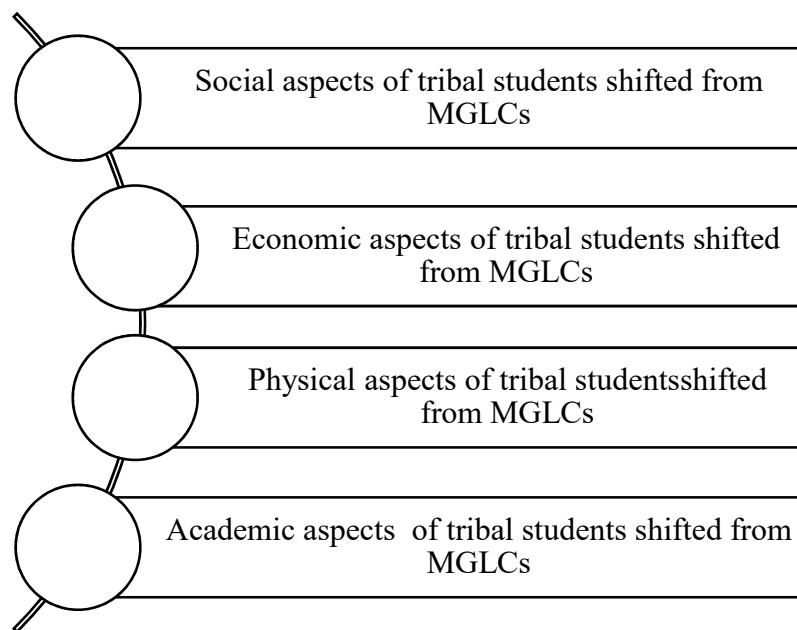 Social aspects of tribal students shifted from
MGLCs
Economic aspects of tribal students shifted
from MGLCs
Physical aspects of tribal studentsshifted
from MGLCs
Academic aspects  of tribal students shifted from
MGLCs